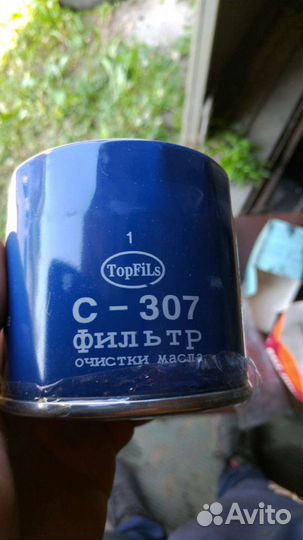 1
TopFiLs
C - 307
фильтр
очистки масла
Avito